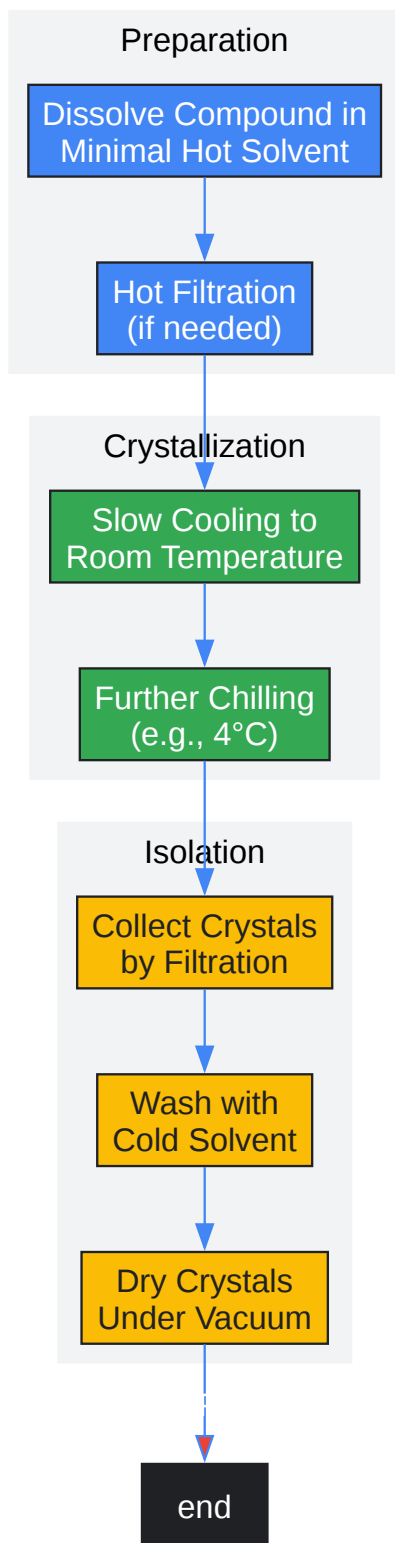 Preparation
Dissolve Compound in
Minimal Hot Solvent
Hot Filtration
(if needed)
Crystallization
Slow Cooling to
Room Temperature
Further Chilling
(e.g., 4°C)
Isolation
Collect Crystals
by Filtration
Wash with
Cold Solvent
Dry Crystals
Under Vacuum
end